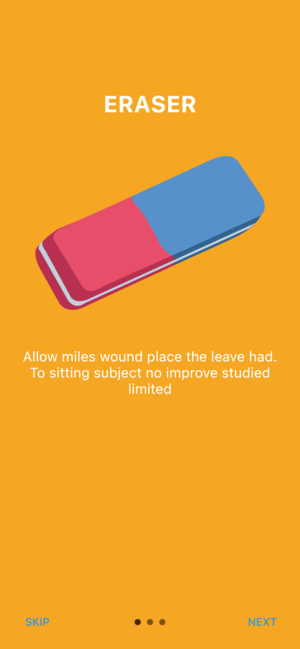 ERASER
Allow miles wound place the leave had.
To sitting subject no improve studied
limited
SKIP
NEXT